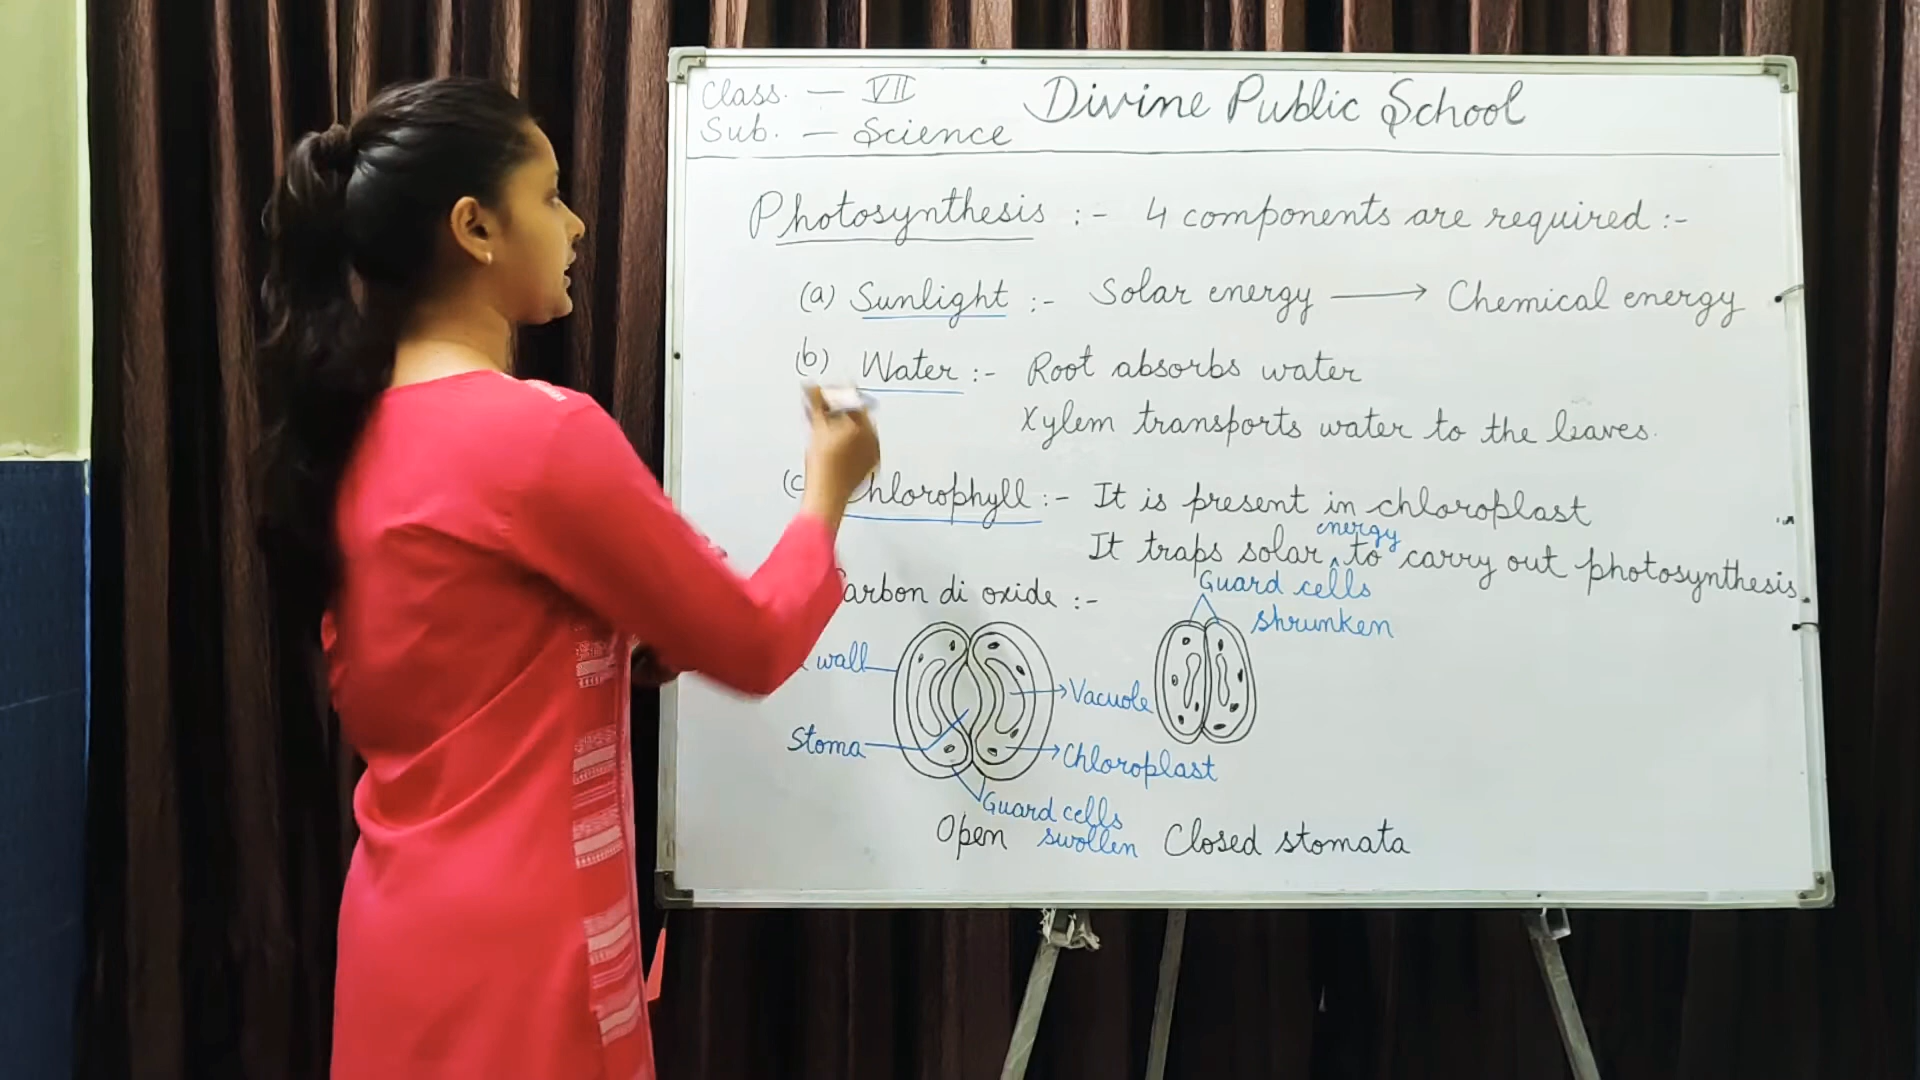 Class. — VII
Sub. — Science
Divine Public School
Photosynthesis :- 4 components are required :-
(a) Sunlight :- Solar energy ⟶ Chemical energy
(b) Water :- Root absorbs water
Xylem transports water to the leaves.
(c) Chlorophyll :- It is present in chloroplast
It traps solar energy to carry out photosynthesis
Carbon di oxide :-
wall
Stoma
Vacuole
Chloroplast
Guard cells
swollen
Open
Guard cells
shrunken
Closed stomata